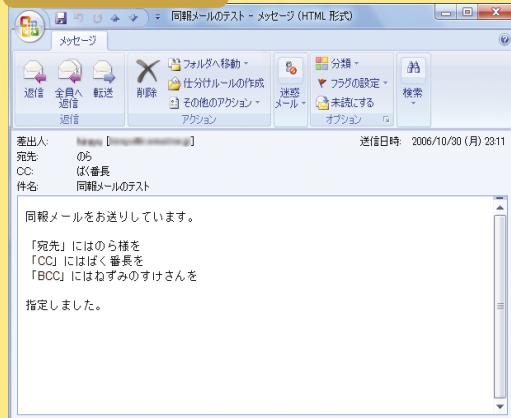 同報メールのテスト - メッセージ (HTML 形式)
メッセージ
返信
全員へ
返信
転送
返信
削除
フォルダへ移動
仕分けルールの作成
その他のアクション
アクション
迷惑
メール
分類
フラグの設定
未読にする
オプション
検索
差出人:
送信日時: 2006/10/30 (月) 23:11
宛先: のら
CC: ばく番長
件名: 同報メールのテスト
同報メールをお送りしています。
「宛先」にはのら様を
「CC」にはばく番長を
「BCC」にはねずみのすけさんを
指定しました。